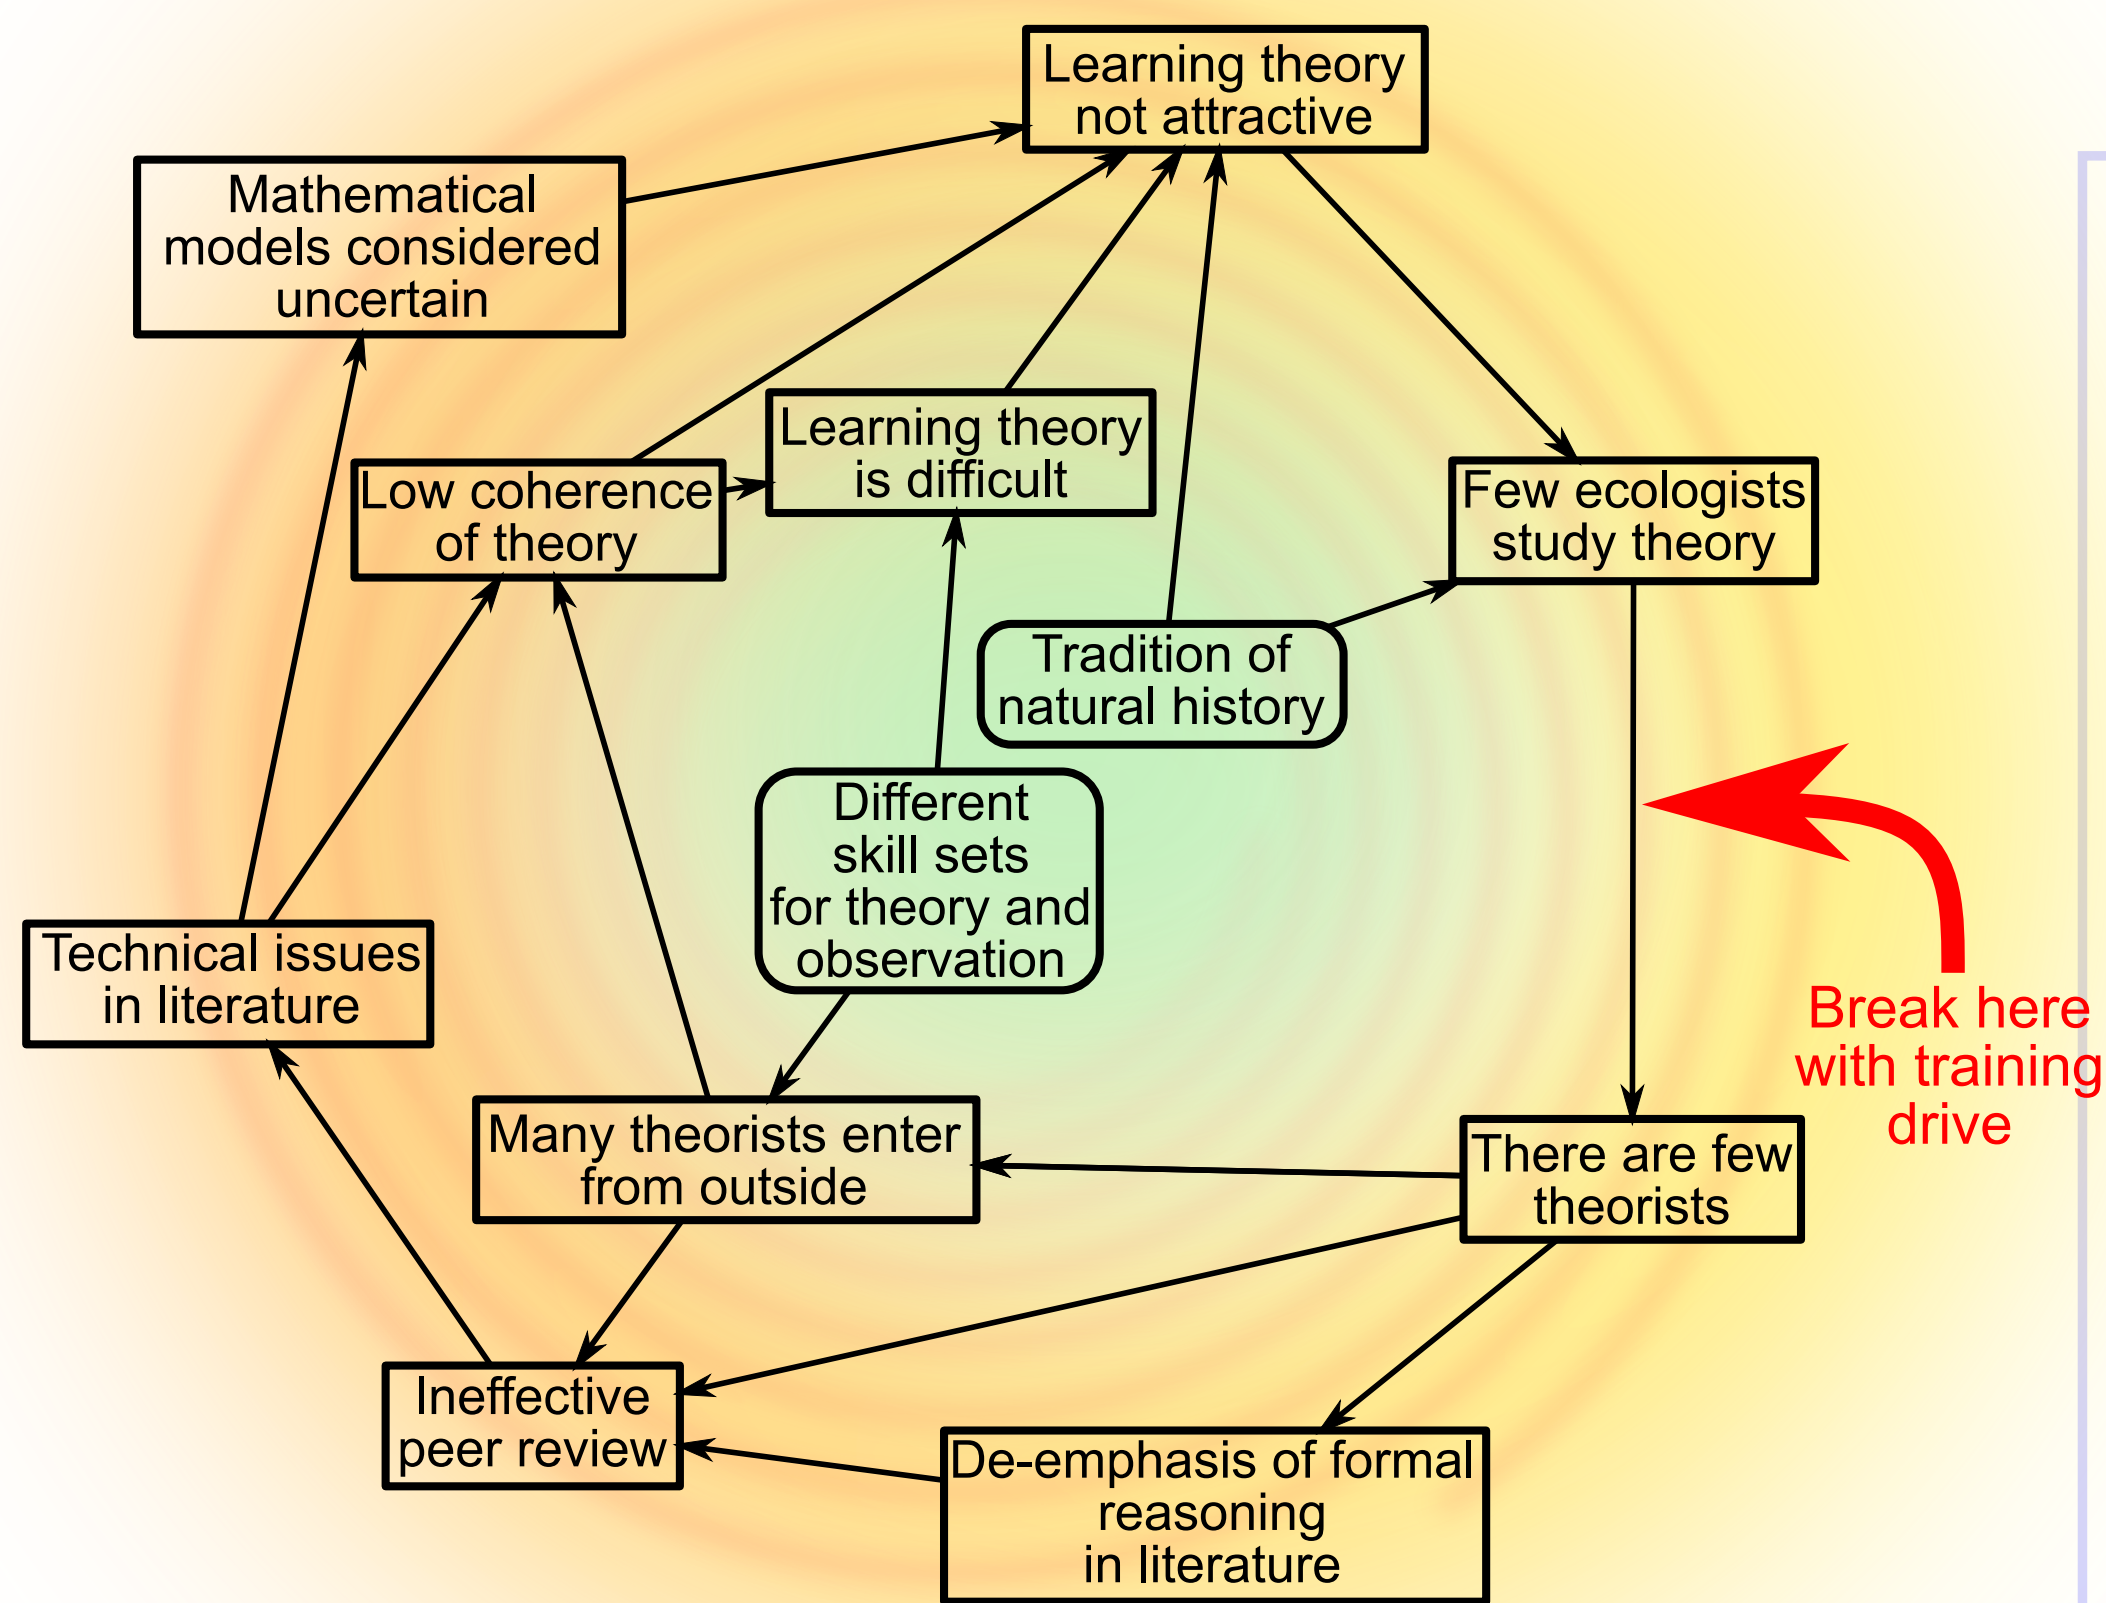 Learning theory
not attractive
Mathematical
models considered
uncertain
Learning theory
is difficult
Low coherence
of theory
Few ecologists
study theory
Tradition of
natural history
Different
skill sets
for theory and
observation
Technical issues
in literature
Break here
with training
drive
Many theorists enter
from outside
There are few
theorists
Ineffective
peer review
De-emphasis of formal
reasoning
in literature